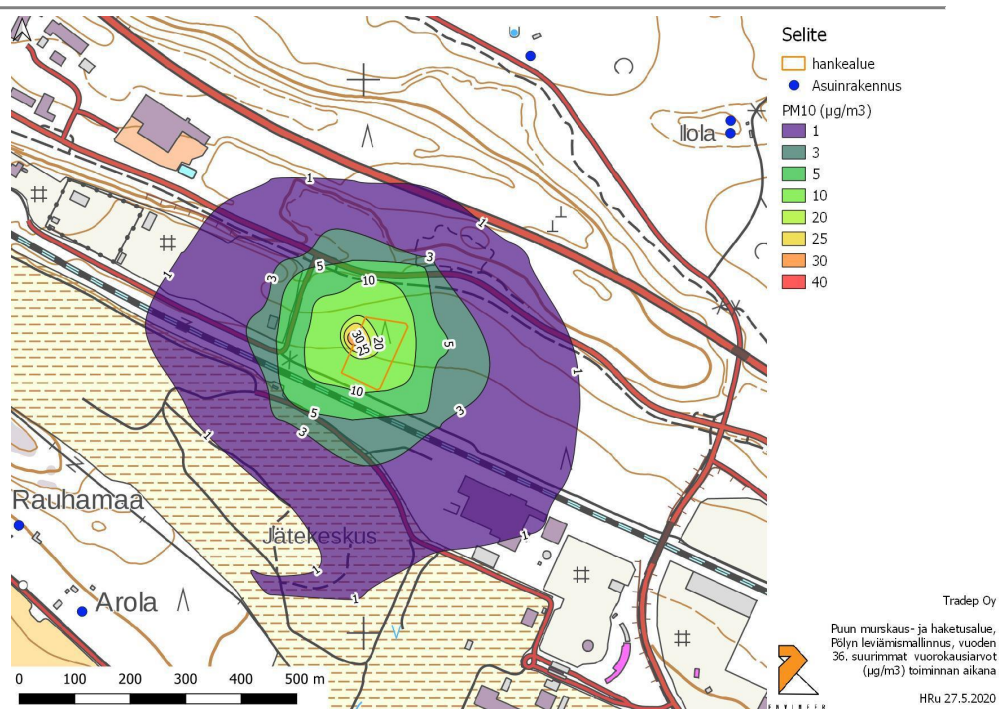 Selite
hankealue
Asuinrakennus
PM10 (µg/m3)
1
3
5
10
20
25
30
40
Iola
1
1
1
3
5
3
10
30
20
25
5
1
10
5
3
3
1
Rauhamaa
Jätekeskus
1
1
1
Arola
0 100 200 300 400 500 m
Tradep Oy
Puun murskaus- ja haketusalue,
Pölyn leviämismallinnus, vuoden
36. suurimmat vuorokausiarvot
(µg/m3) toiminnan aikana
HRu 27.5.2020
ENVINEER